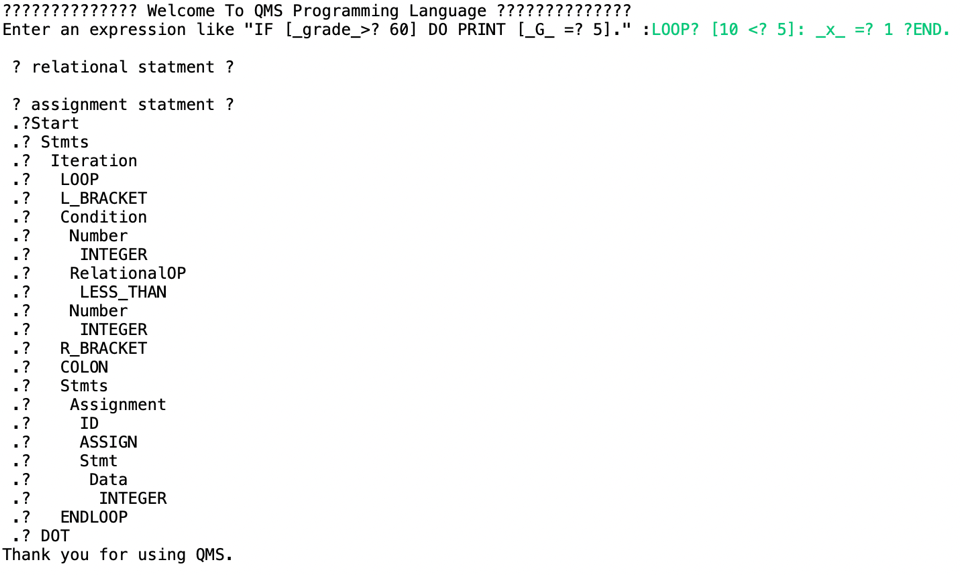 ?????????????? Welcome To QMS Programming Language ??????????????
Enter an expression like "IF [_grade_>? 60] DO PRINT [_G_ =? 5]." :LOOP? [10 <? 5]: _x_ =? 1 ?END.
? relational statment ?
? assignment statment ?
.?Start
.? Stmts
.?  Iteration
.?   LOOP
.?   L_BRACKET
.?   Condition
.?    Number
.?     INTEGER
.?    RelationalOP
.?     LESS_THAN
.?    Number
.?     INTEGER
.?   R_BRACKET
.?   COLON
.?   Stmts
.?    Assignment
.?     ID
.?     ASSIGN
.?     Stmt
.?      Data
.?       INTEGER
.?   ENDLOOP
.? DOT
Thank you for using QMS.